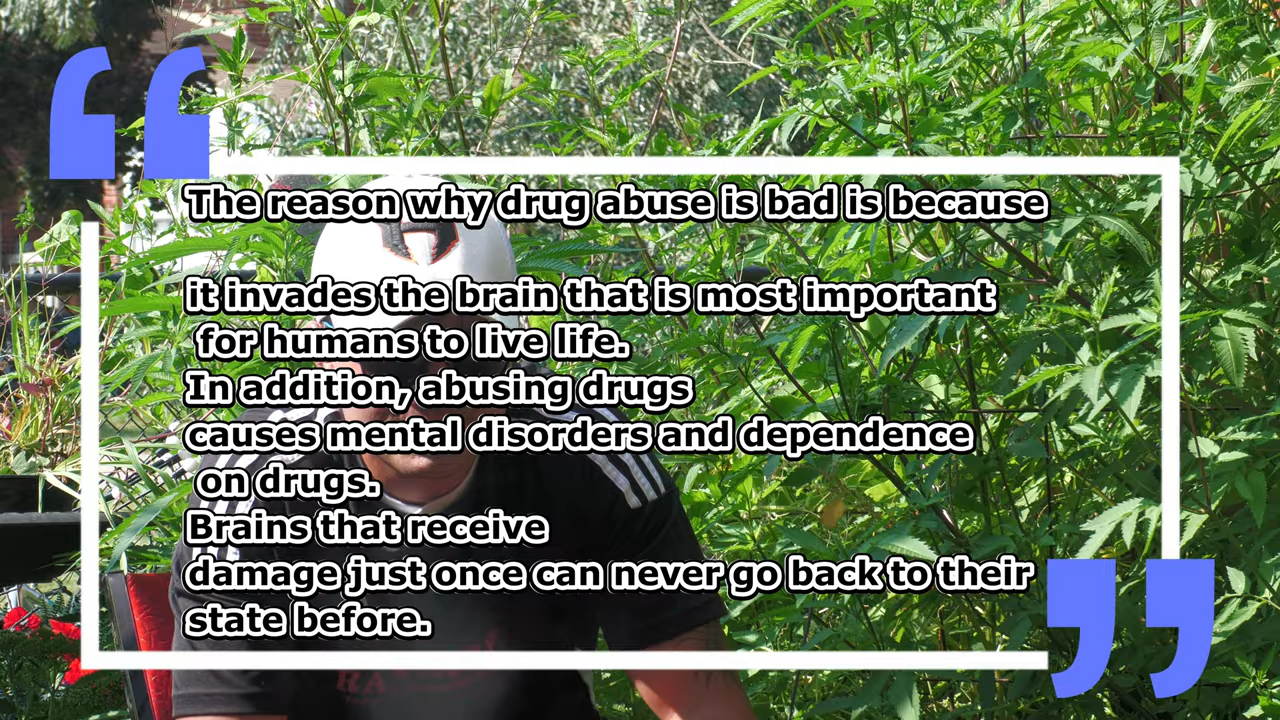 The reason why drug abuse is bad is because
it invades the brain that is most important
for humans to live life.
In addition, abusing drugs
causes mental disorders and dependence
on drugs.
Brains that receive
damage just once can never go back to their
state before.